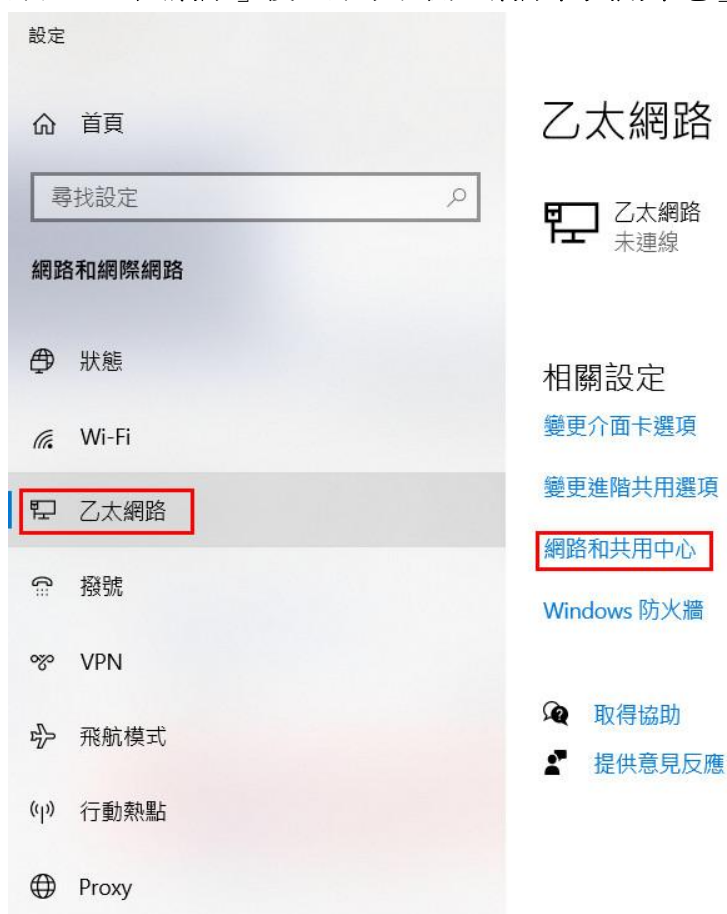 設定
首頁
尋找設定
網路和網際網路
狀態
Wi-Fi
乙太網路
撥號
VPN
飛航模式
行動熱點
Proxy
乙太網路
乙太網路
未連線
相關設定
變更介面卡選項
變更進階共用選項
網路和共用中心
Windows 防火牆
取得協助
提供意見反應